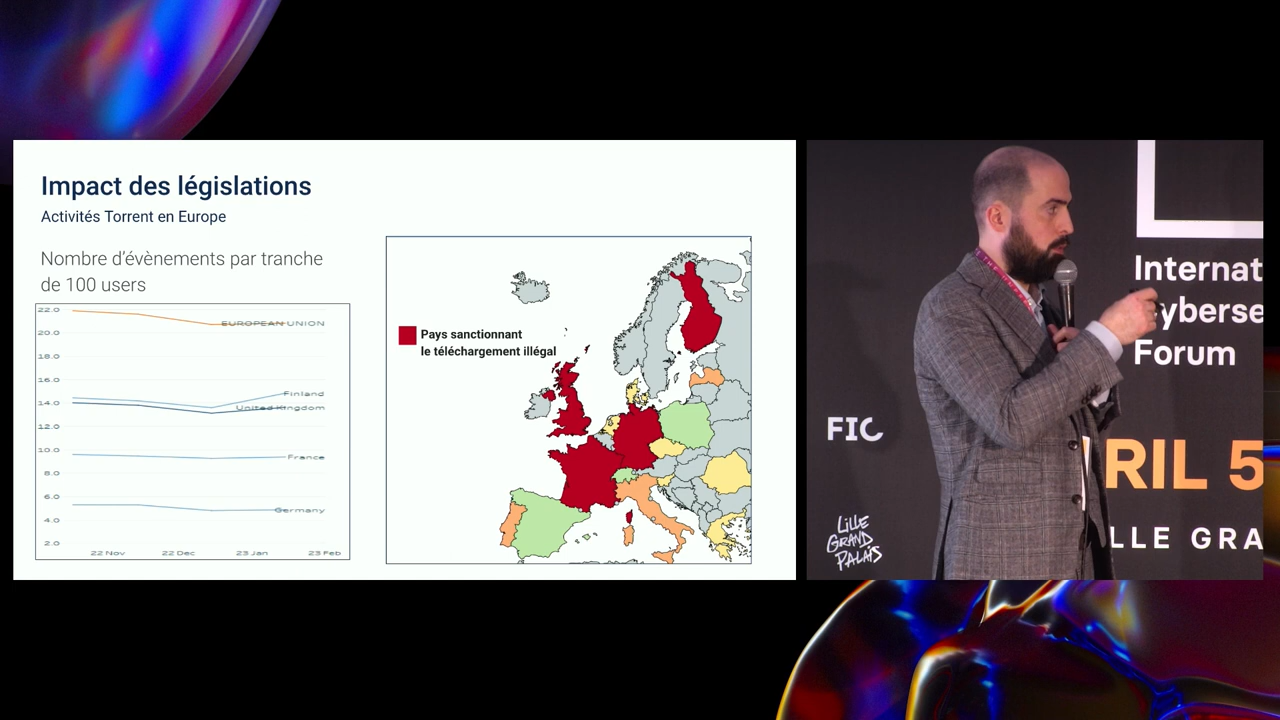 Impact des législations
Activités Torrent en Europe
Nombre d'évènements par tranche
de 100 users
22.0
20.0
18.0
16.0
14.0
12.0
10.0
8.0
6.0
4.0
2.0
EUROPEAN UNION
Finland
United Kingdom
France
Germany
22 Nov
22 Dec
23 Jan
23 Feb
Pays sanctionnant
le téléchargement illégal
Internat
yberse
Forum
FIC
RIL 5
LLE GRA
LiLLE
GRAND
PALAIS